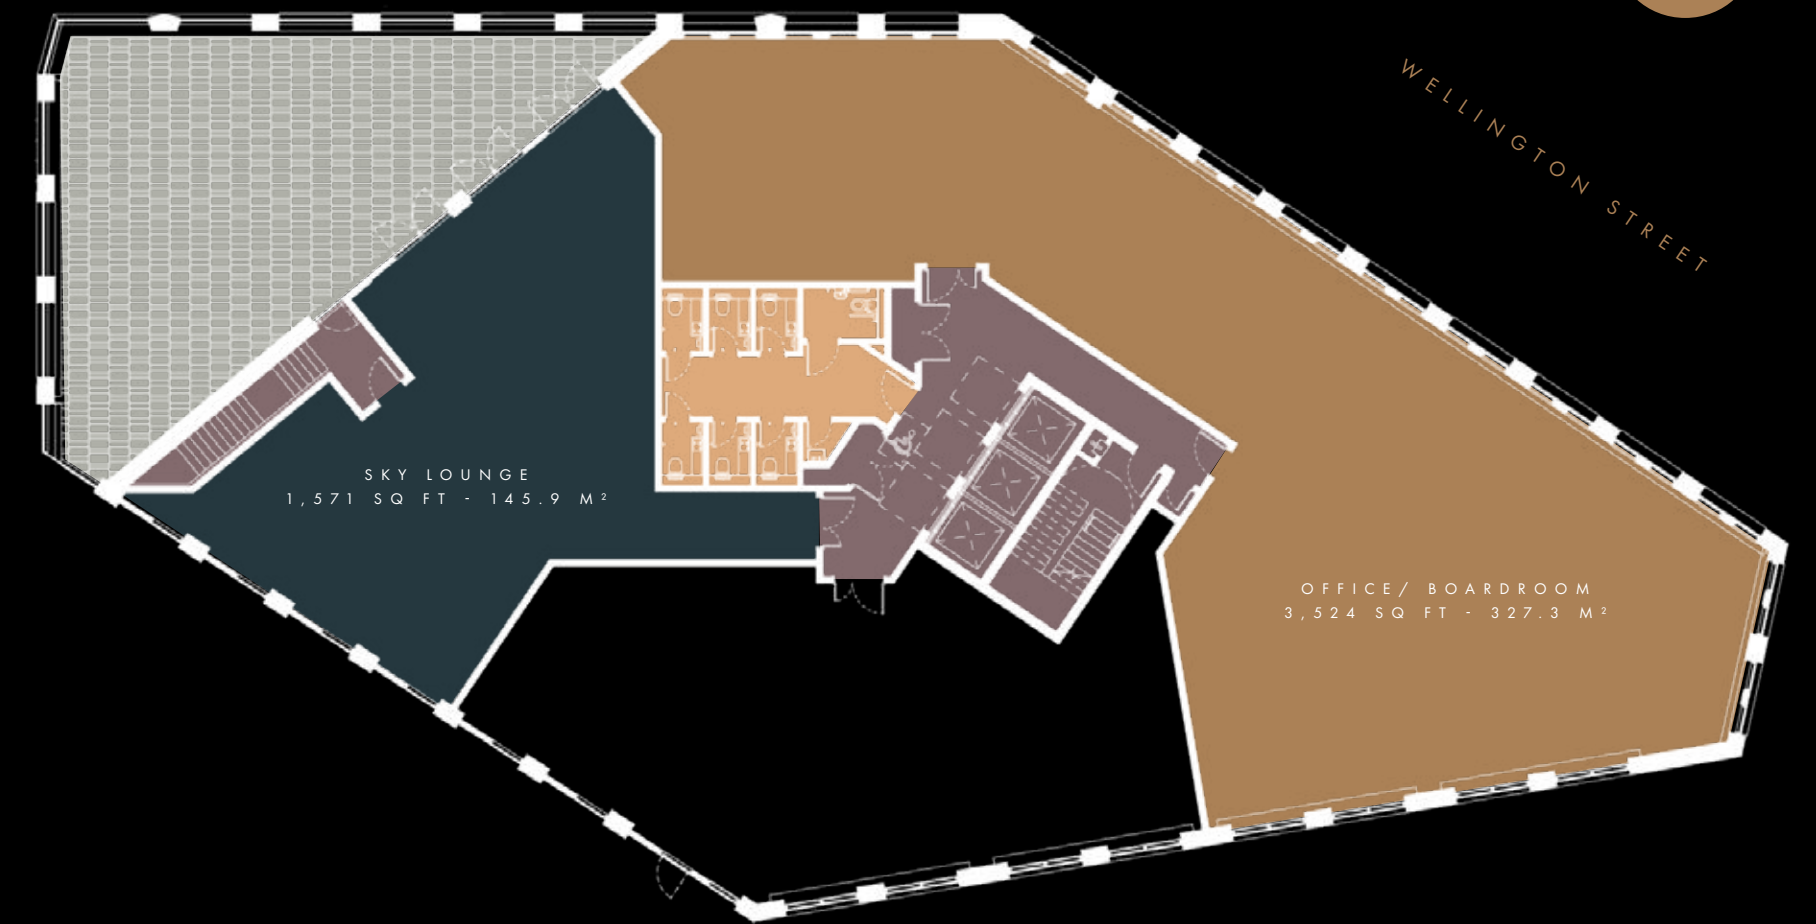 WELLINGTON STREET
SKY LOUNGE
1,571 SQ FT - 145.9 M²
OFFICE/ BOARDROOM
3,524 SQ FT - 327.3 M²